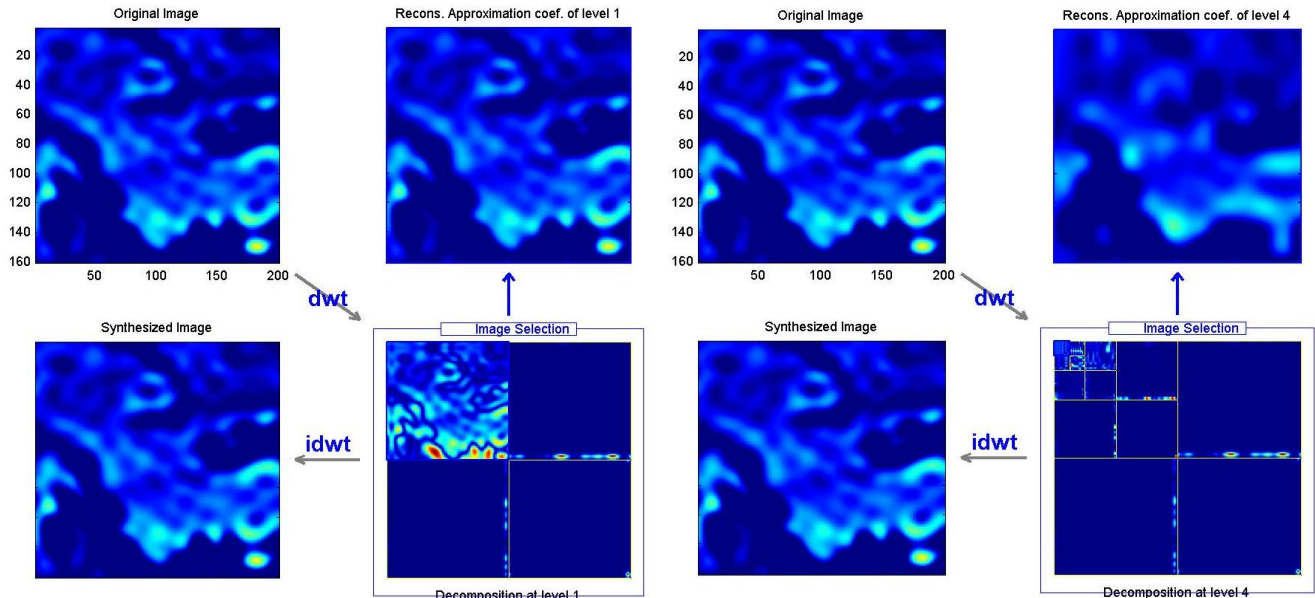 Original Image
Recons. Approximation coef. of level 1
20
40
60
80
100
120
140
160
50
100
150
200
dwt
Synthesized Image
Image Selection
idwt
Decomposition at level 1
Original Image
Recons. Approximation coef. of level 4
20
40
60
80
100
120
140
160
50
100
150
200
dwt
Synthesized Image
Image Selection
idwt
Decomposition at level 4